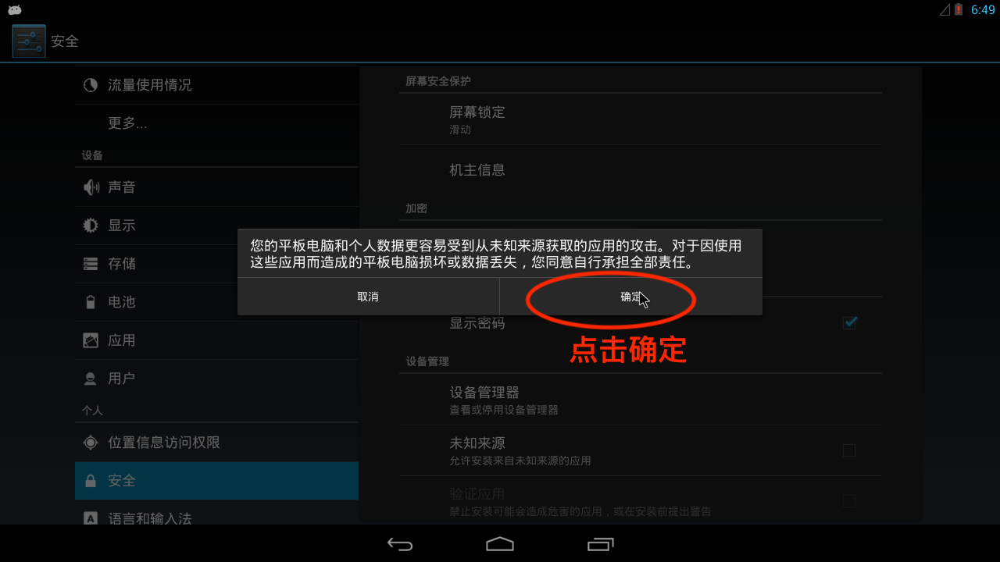 6:49
安全
流量使用情况
更多...
设备
声音
显示
存储
电池
应用
用户
个人
位置信息访问权限
安全
语言和输入法
屏幕安全保护
屏幕锁定
滑动
机主信息
加密
您的平板电脑和个人数据更容易受到从未知来源获取的应用的攻击。对于因使用
这些应用而造成的平板电脑损坏或数据丢失，您同意自行承担全部责任。
取消
确定
显示密码
点击确定
设备管理
设备管理器
查看或停用设备管理器
未知来源
允许安装来自未知来源的应用
验证应用
禁止安装可能会造成危害的应用，或在安装前提出警告